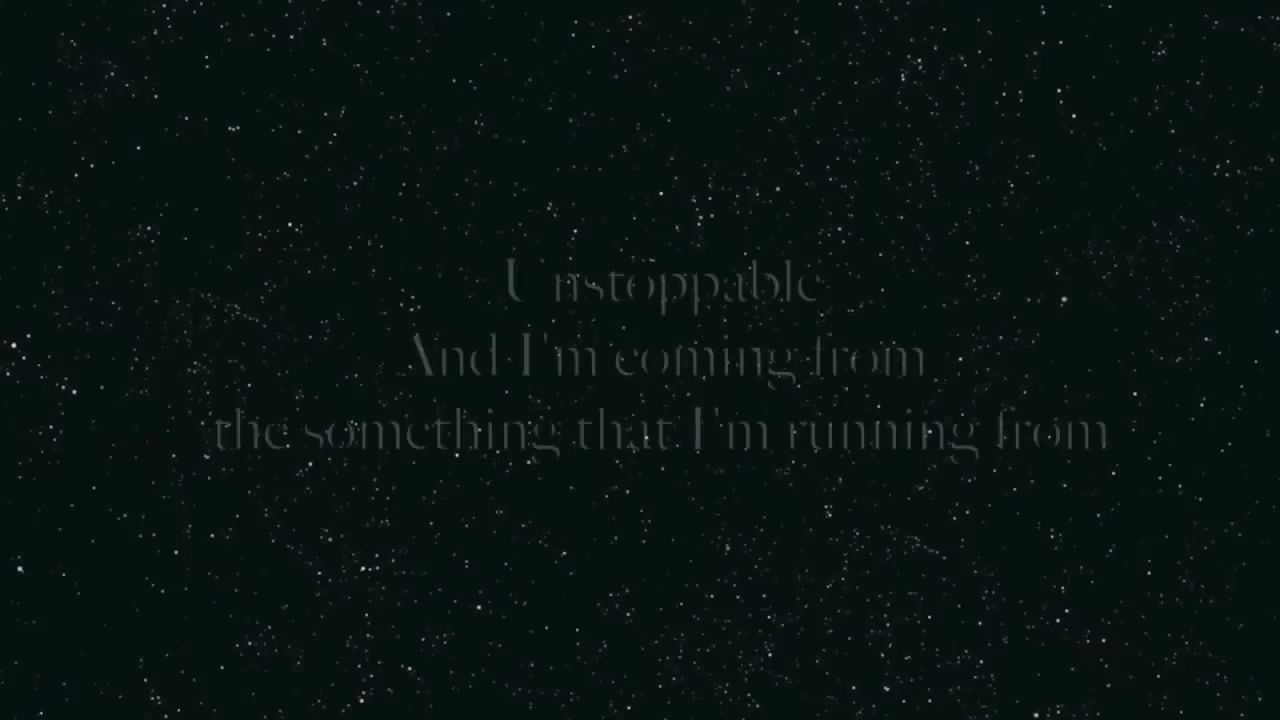 Unstoppable
And I'm coming from
the something that I'm running from